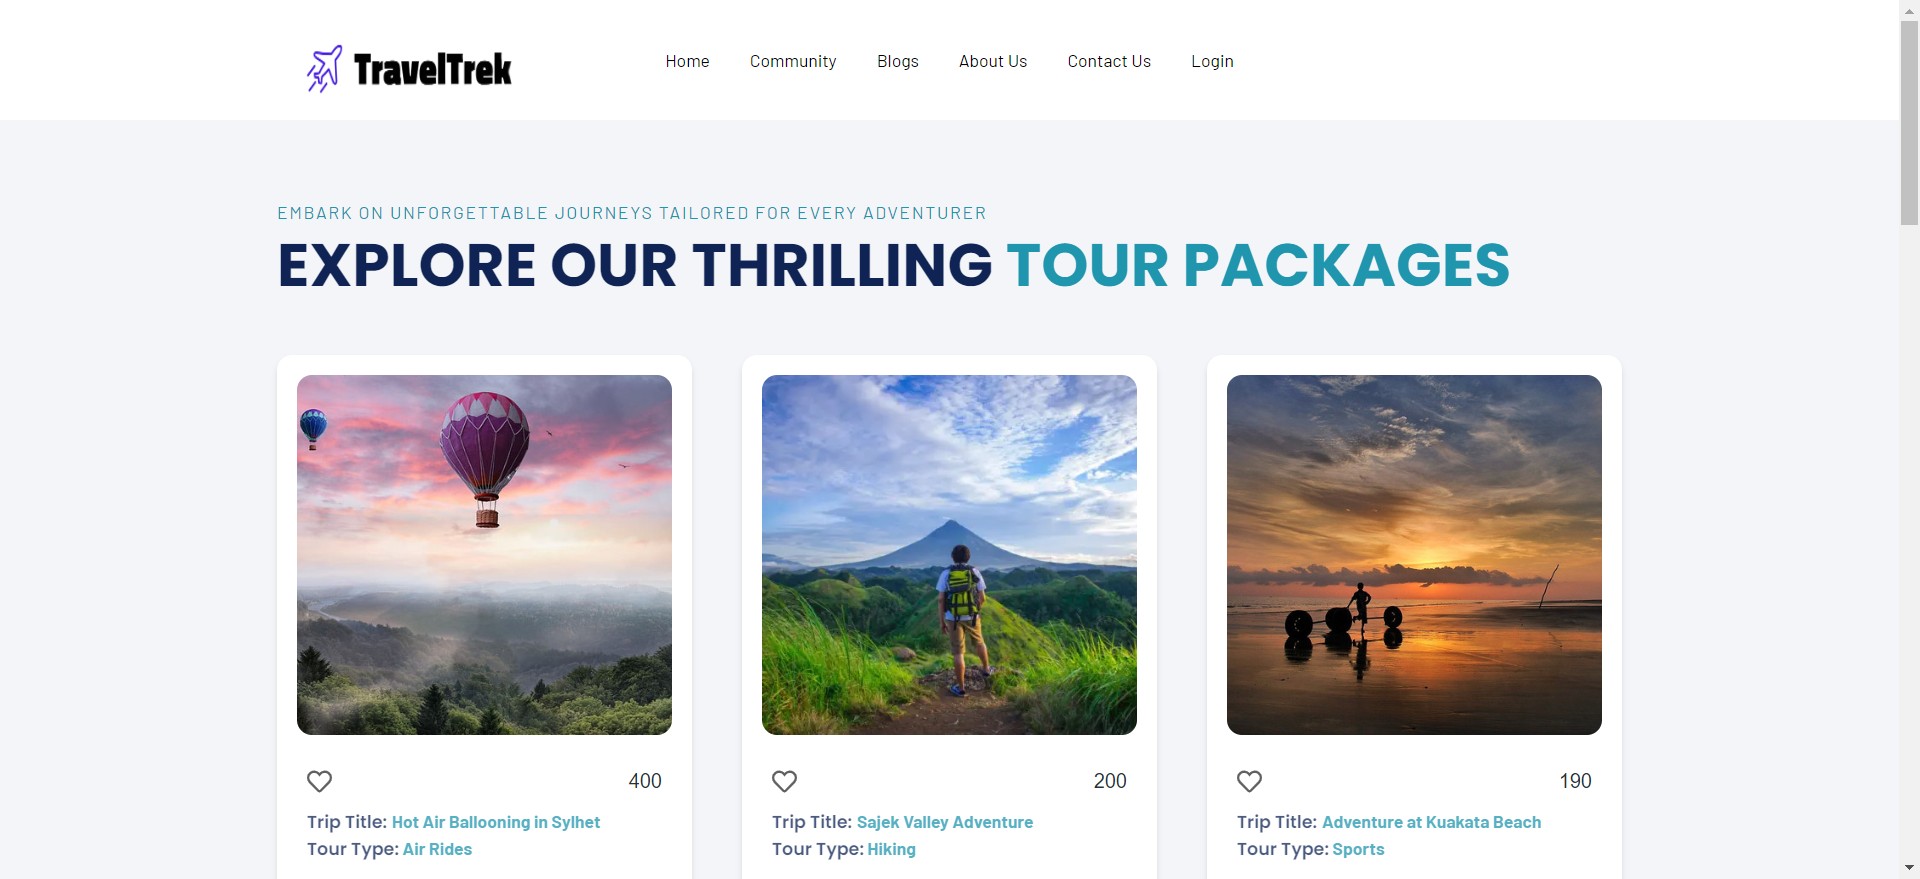 TravelTrek
Home Community Blogs About Us Contact Us Login
EMBARK ON UNFORGETTABLE JOURNEYS TAILORED FOR EVERY ADVENTURER
EXPLORE OUR THRILLING TOUR PACKAGES
400
Trip Title: Hot Air Ballooning in Sylhet
Tour Type: Air Rides
200
Trip Title: Sajek Valley Adventure
Tour Type: Hiking
190
Trip Title: Adventure at Kuakata Beach
Tour Type: Sports